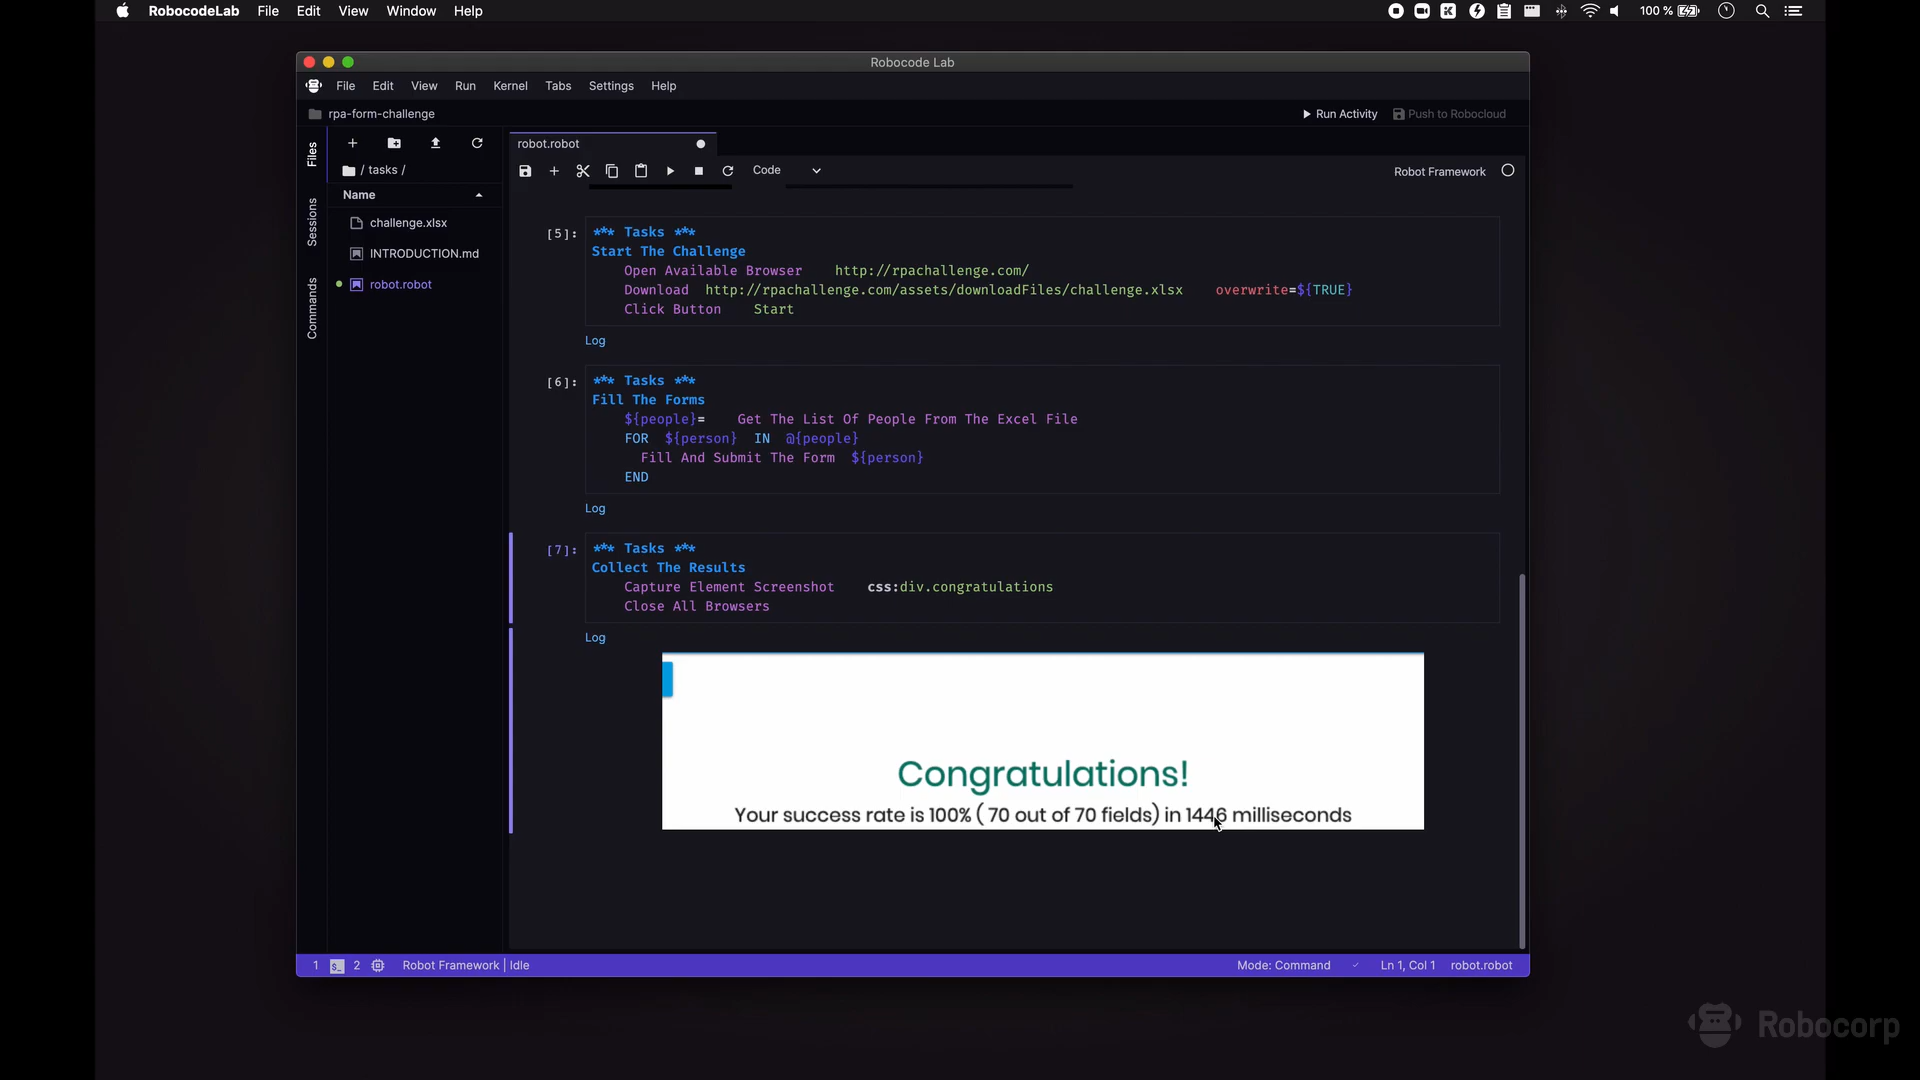 RobocodeLab File Edit View Window Help
100 %
Robocode Lab
File Edit View Run Kernel Tabs Settings Help
rpa-form-challenge
Run Activity Push to Robocloud
Files
Sessions
Commands
/ tasks /
Name
challenge.xlsx
INTRODUCTION.md
robot.robot
robot.robot
Code
Robot Framework
[5]:
*** Tasks ***
Start The Challenge
Open Available Browser http://rpachallenge.com/
Download http://rpachallenge.com/assets/downloadFiles/challenge.xlsx overwrite=${TRUE}
Click Button Start
Log
[6]:
*** Tasks ***
Fill The Forms
${people}= Get The List Of People From The Excel File
FOR ${person} IN @{people}
Fill And Submit The Form ${person}
END
Log
[7]:
*** Tasks ***
Collect The Results
Capture Element Screenshot css:div.congratulations
Close All Browsers
Log
Congratulations!
Your success rate is 100% ( 70 out of 70 fields) in 1446 milliseconds
1 2 Robot Framework | Idle
Mode: Command Ln 1, Col 1 robot.robot
Robocorp